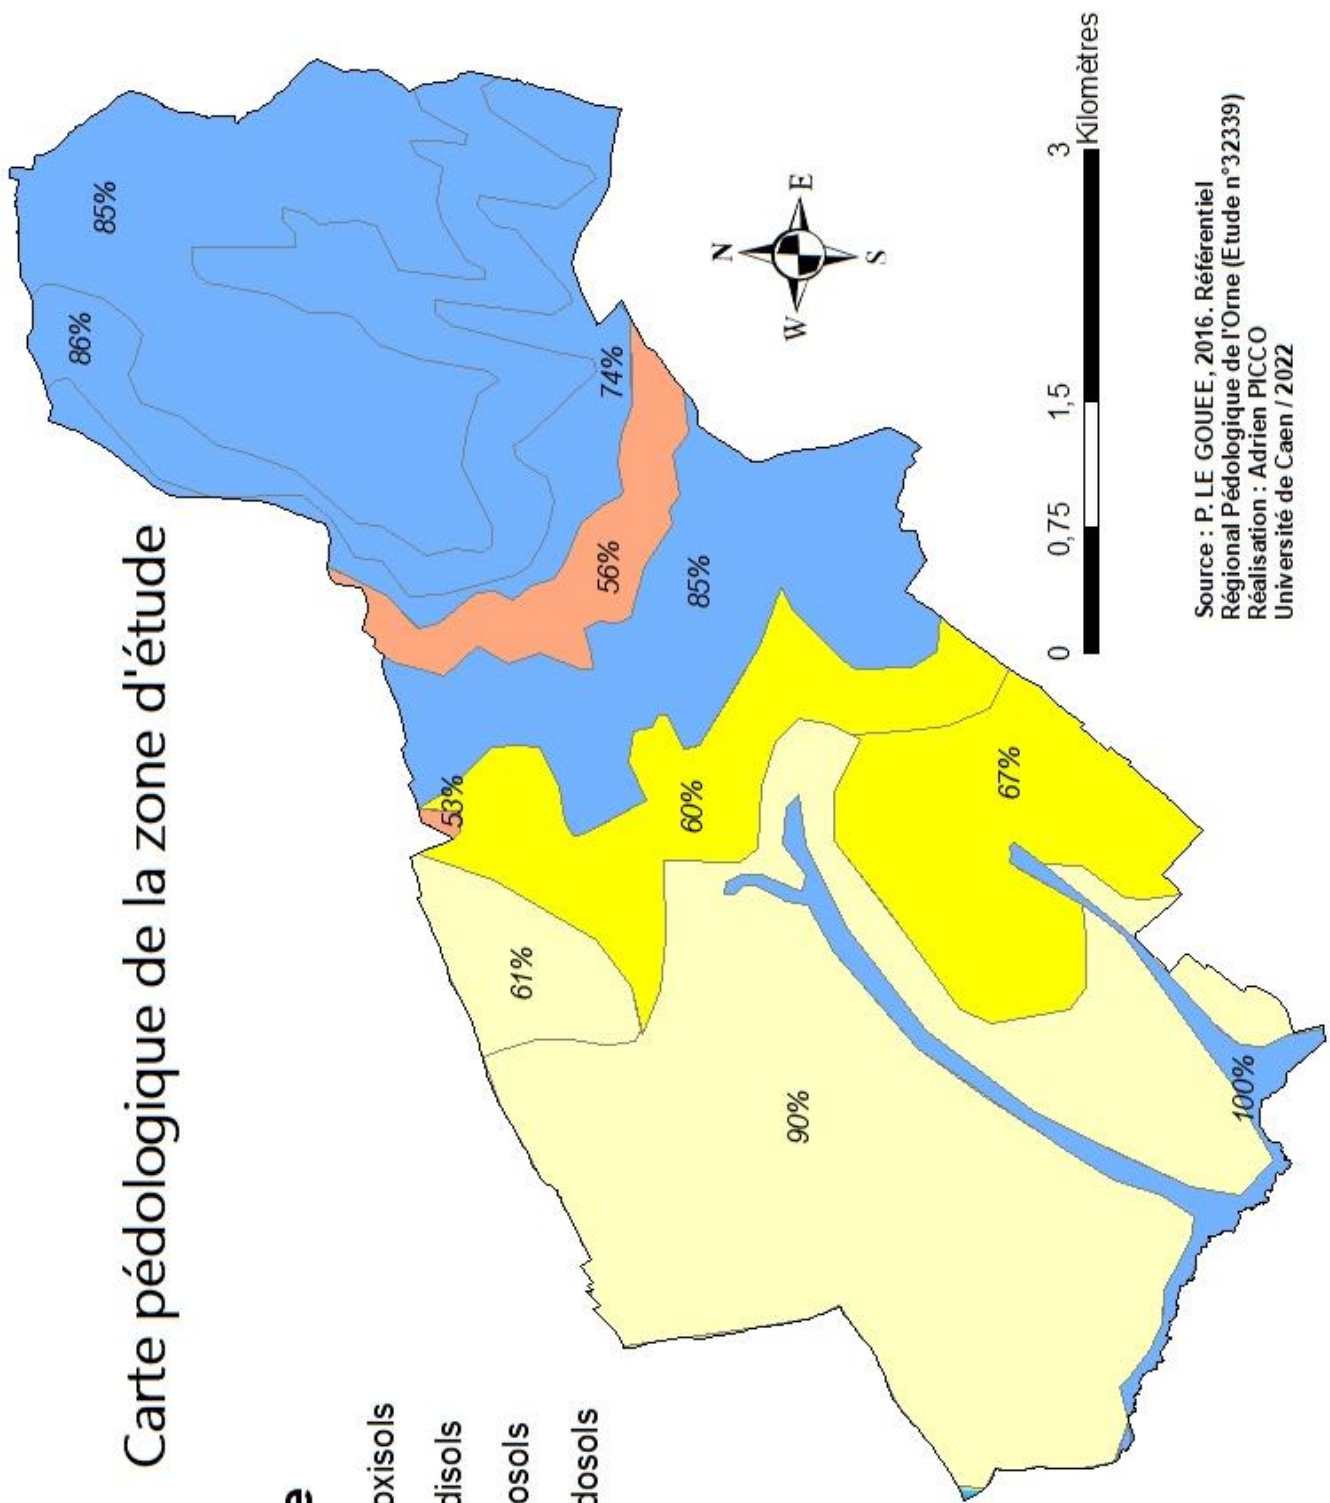 Carte pédologique de la zone d'étude
85%
86%
74%
56%
85%
53%
60%
61%
67%
90%
100%
N
W
E
S
0
0,75
1,5
3
Kilomètres
Source : P. LE GOUEE, 2016. Référentiel
Régional Pédologique de l'Orne (Etude n°32339)
Réalisation : Adrien PICCO
Université de Caen / 2022